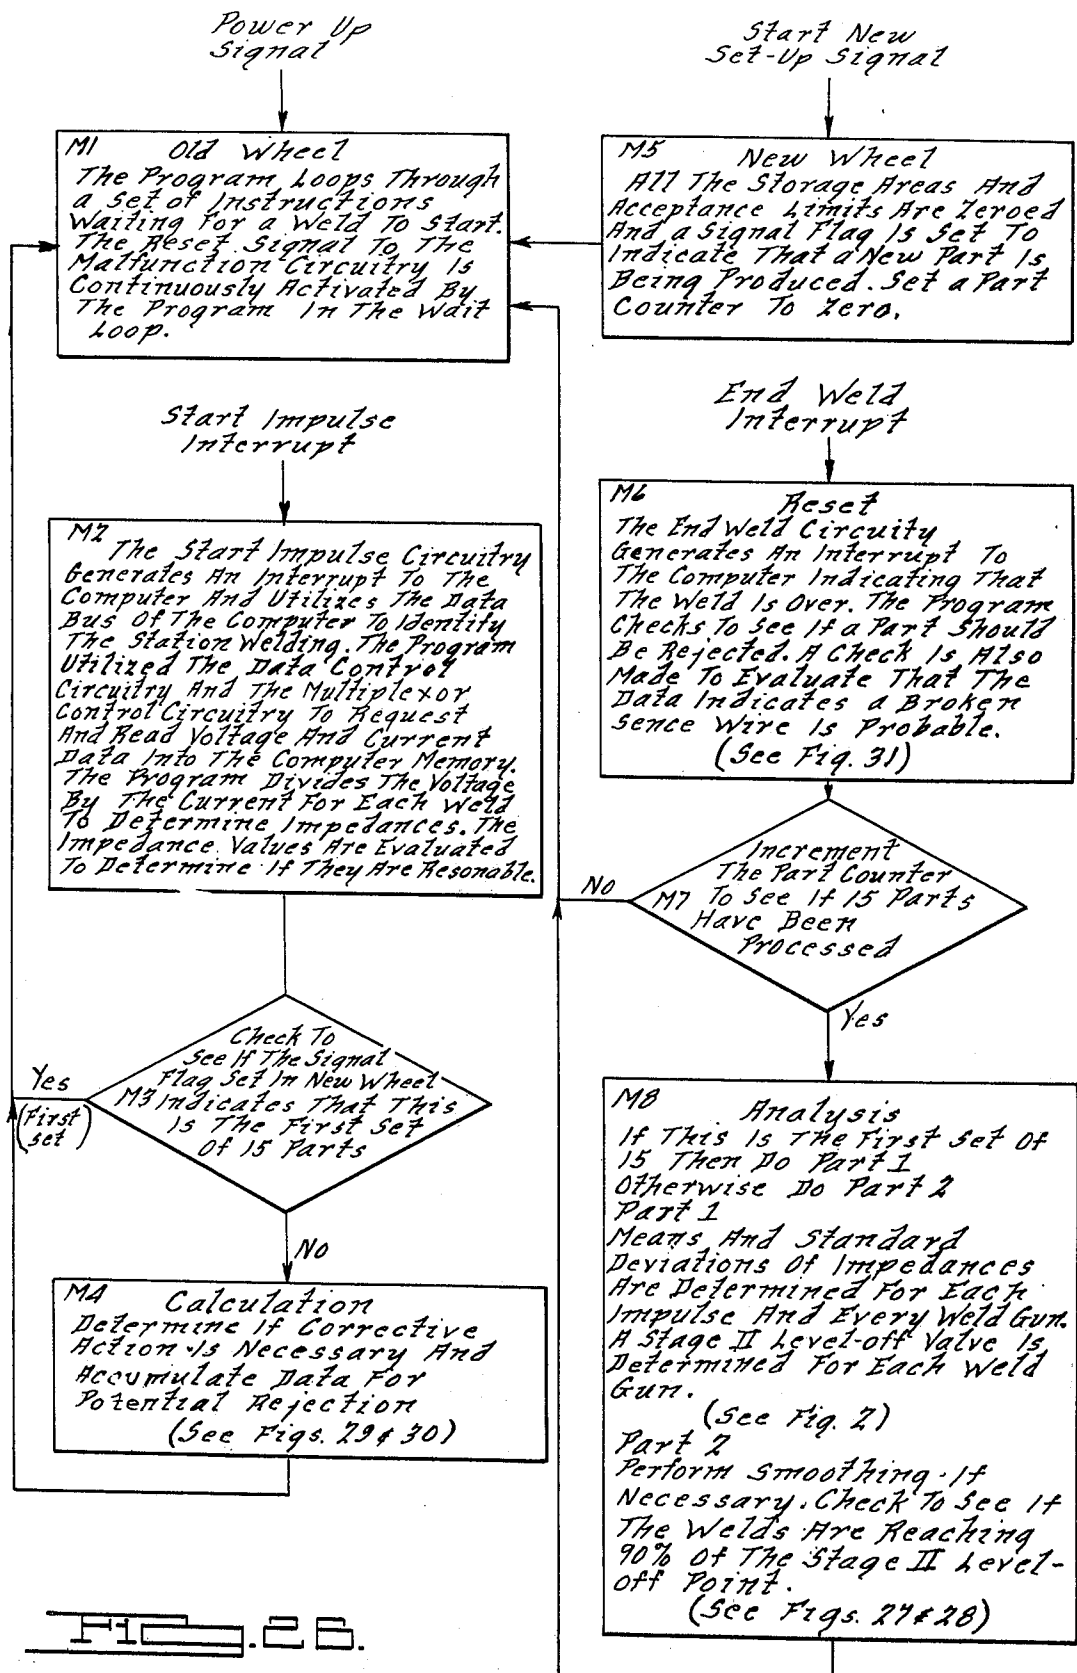 Power Up
Signal
M1 Old Wheel
The Program Loops Through
a Set of Instructions
Waiting For a Weld To Start.
The Reset Signal To The
Malfunction Circuitry Is
Continuously Activated By
The Program In The Wait
Loop.
Start Impulse
Interrupt
M2
The Start Impulse Circuitry
Generates An Interrupt To The
Computer And Utilizes The Data
Bus Of The Computer To Identify
The Station Welding. The Program
Utilized The Data Control
Circuitry And The Multiplexor
Control Circuitry To Request
And Read Voltage And Current
Data Into The Computer Memory.
The Program Divides The Voltage
By The Current For Each Weld
To Determine Impedances. The
Impedance Values Are Evaluated
To Determine If They Are Resonable.
Check To
See If The Signal
Flag Set In New Wheel
M3 Indicates That This
Is The First Set
Of 15 Parts
Yes
(First
Set)
No
M4 Calculation
Determine If Corrective
Action Is Necessary And
Accumulate Data For
Potential Rejection
(See Figs. 29 & 30)
Start New
Set-Up Signal
M5 New Wheel
All The Storage Areas And
Acceptance Limits Are Zeroed
And a Signal Flag Is Set To
Indicate That a New Part Is
Being Produced. Set a Part
Counter To Zero.
End Weld
Interrupt
M6 Reset
The End Weld Circuity
Generates An Interrupt To
The Computer Indicating That
The Weld Is Over. The Program
Checks To See If a Part Should
Be Rejected. A Check Is Also
Made To Evaluate That The
Data Indicates a Broken
Sence Wire Is Probable.
(See Fig. 31)
Increment
The Part Counter
M7 To See If 15 Parts
Have Been
Processed
No
Yes
M8 Analysis
If This Is The First Set Of
15 Then Do Part 1
Otherwise Do Part 2
Part 1
Means And Standard
Deviations Of Impedances
Are Determined For Each
Impulse And Every Weld Gun.
A Stage II Level-off Valve Is
Determined For Each Weld
Gun.
(See Fig. 2)
Part 2
Perform Smoothing If
Necessary. Check To See If
The Welds Are Reaching
90% Of The Stage II Level-
off Point.
(See Figs. 27 & 28)
FIG. 26.